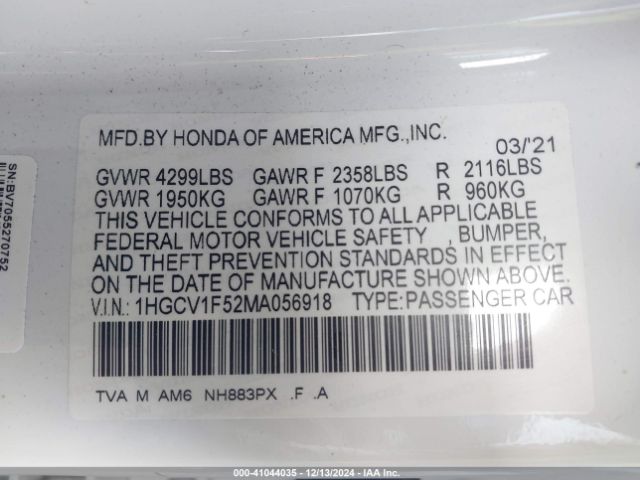 MFD.BY HONDA OF AMERICA MFG.,INC. 03/'21
GVWR 4299LBS GAWR F 2358LBS R 2116LBS
GVWR 1950KG GAWR F 1070KG R 960KG
THIS VEHICLE CONFORMS TO ALL APPLICABLE
FEDERAL MOTOR VEHICLE SAFETY , BUMPER,
AND THEFT PREVENTION STANDARDS IN EFFECT
ON THE DATE OF MANUFACTURE SHOWN ABOVE.
V.I.N.: 1HGCV1F52MA056918 TYPE:PASSENGER CAR
TVA M AM6 NH883PX .F .A
SN:BV7055270752
000-41044035 - 12/13/2024 - IAA Inc.